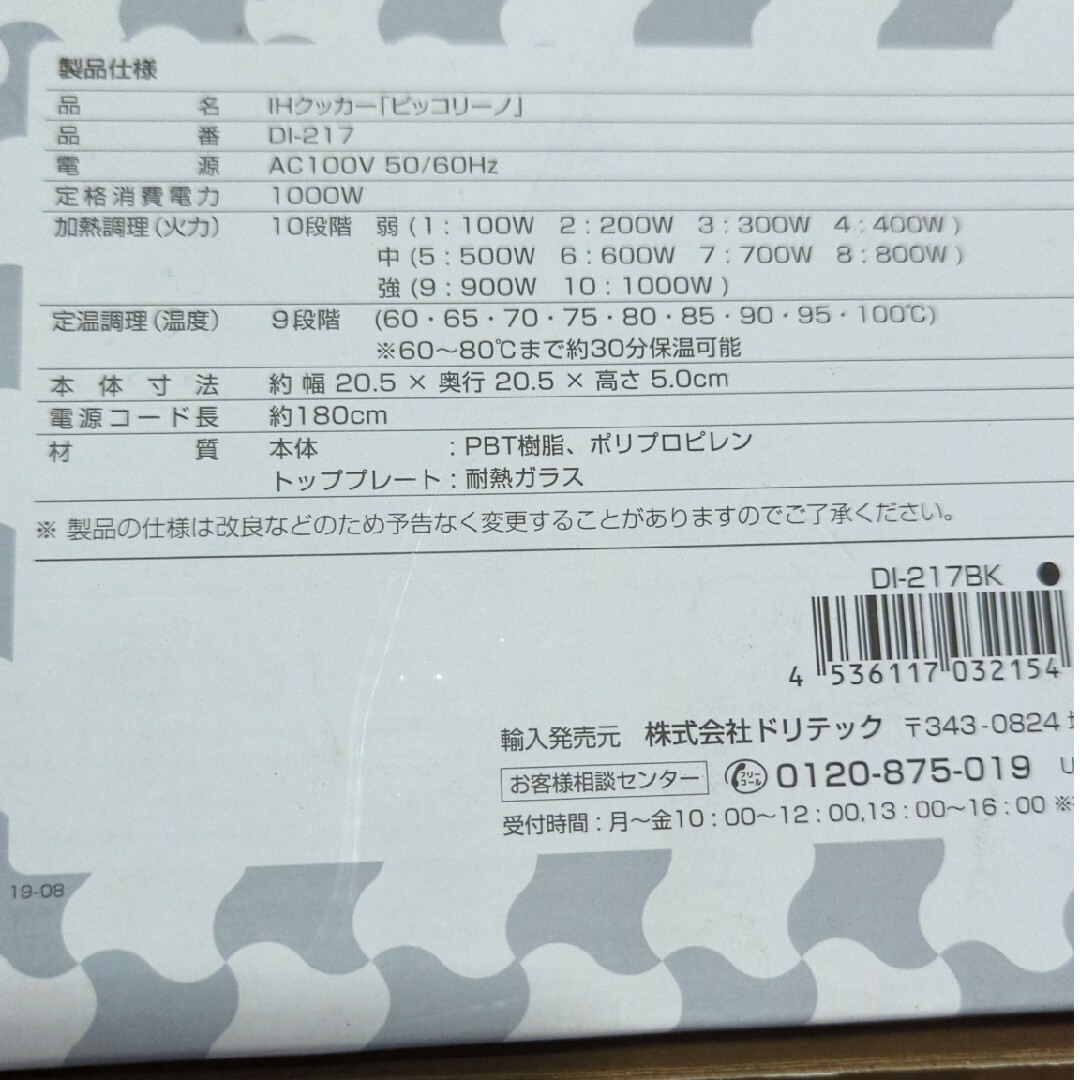 製品仕様
品名 IHクッカー「ピッコリーノ」
品番 DI-217
電源 AC100V 50/60Hz
定格消費電力 1000W
加熱調理(火力) 10段階 弱 (1:100W 2:200W 3:300W 4:400W)
中 (5:500W 6:600W 7:700W 8:800W)
強 (9:900W 10:1000W)
定温調理(温度) 9段階 (60・65・70・75・80・85・90・95・100℃)
※60〜80℃まで約30分保温可能
本体寸法 約 幅 20.5 × 奥行 20.5 × 高さ 5.0cm
電源コード長 約180cm
材質 本体 : PBT樹脂、ポリプロピレン
トッププレート : 耐熱ガラス
※ 製品の仕様は改良などのため予告なく変更することがありますのでご了承ください。
DI-217BK ●
4 536117 032154
輸入発売元 株式会社ドリテック 〒343-0824
お客様相談センター フリーコール 0120-875-019
受付時間:月〜金10:00〜12:00,13:00〜16:00 ※
19-08